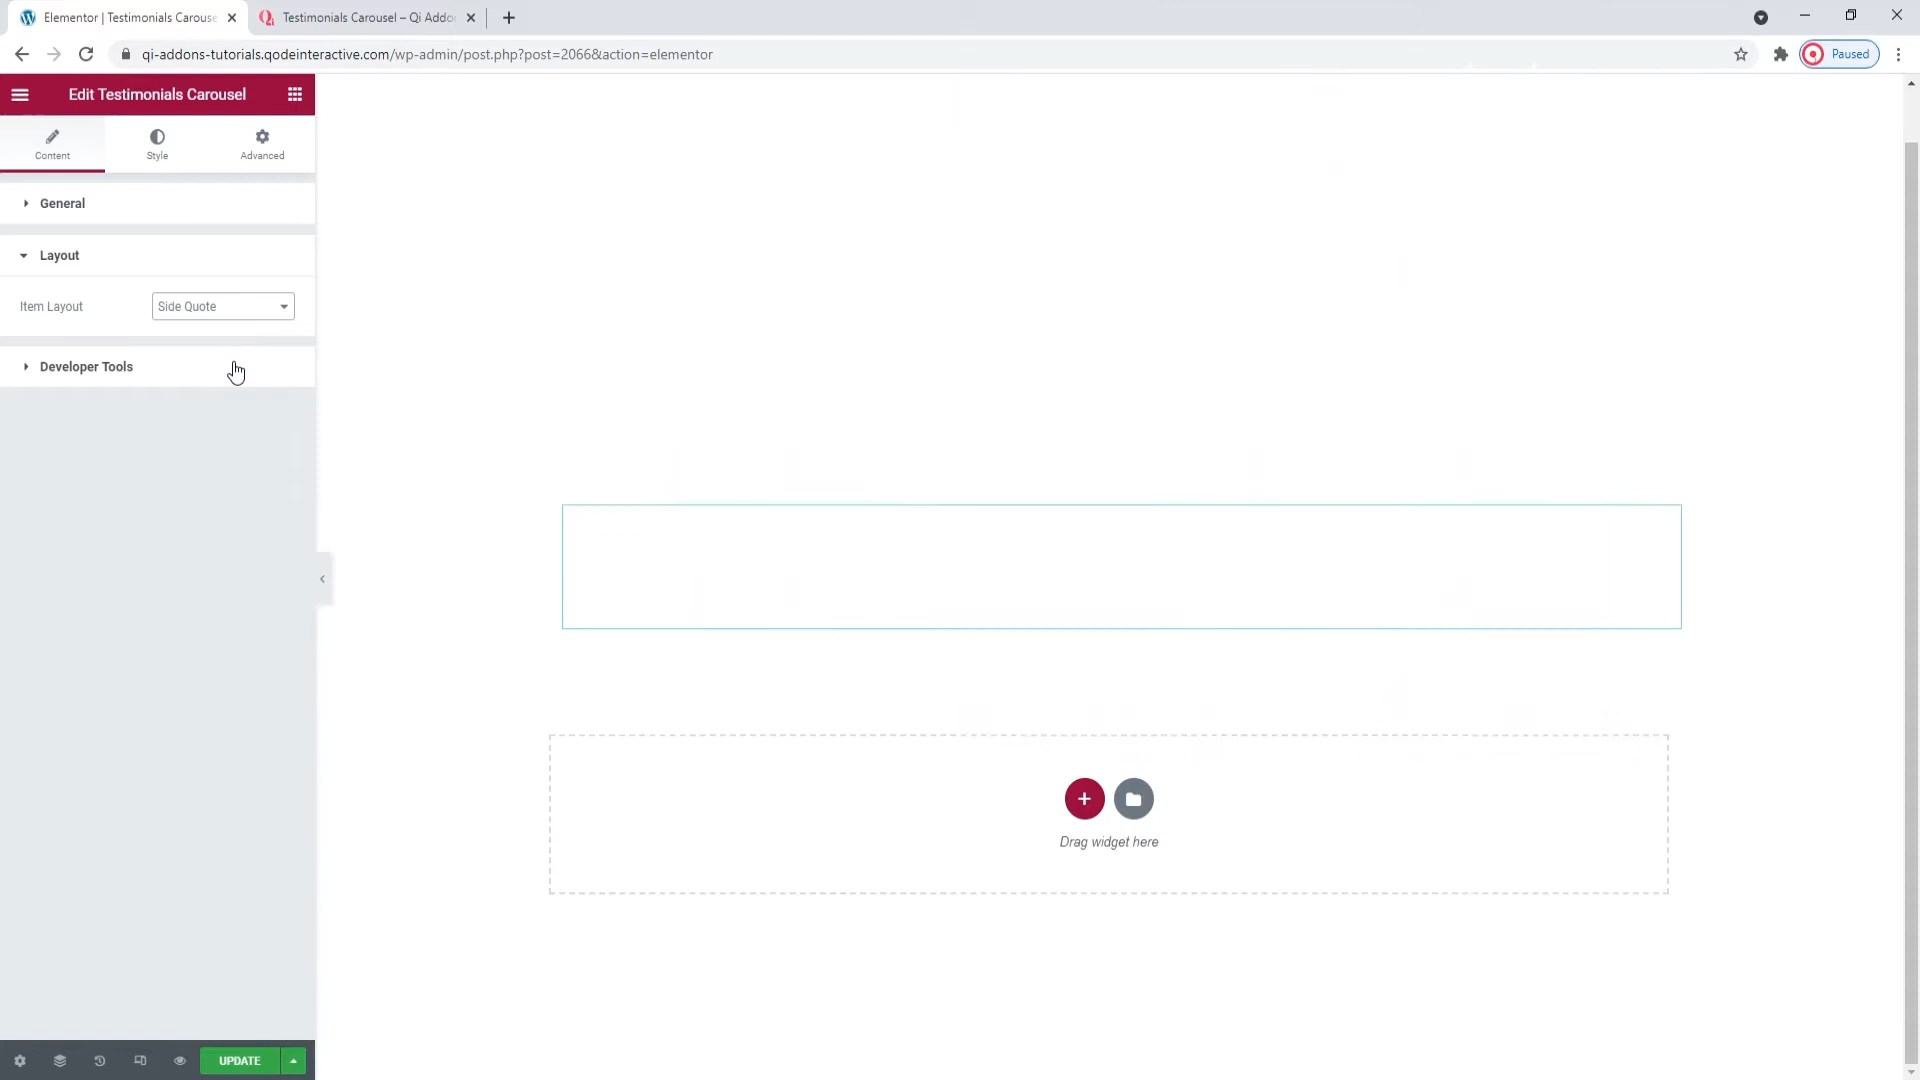 Elementor | Testimonials Carouse
Testimonials Carousel – Qi Addo
qi-addons-tutorials.qodeinteractive.com/wp-admin/post.php?post=2066&action=elementor
Paused
Edit Testimonials Carousel
Content
Style
Advanced
General
Layout
Item Layout
Side Quote
Developer Tools
Drag widget here
UPDATE